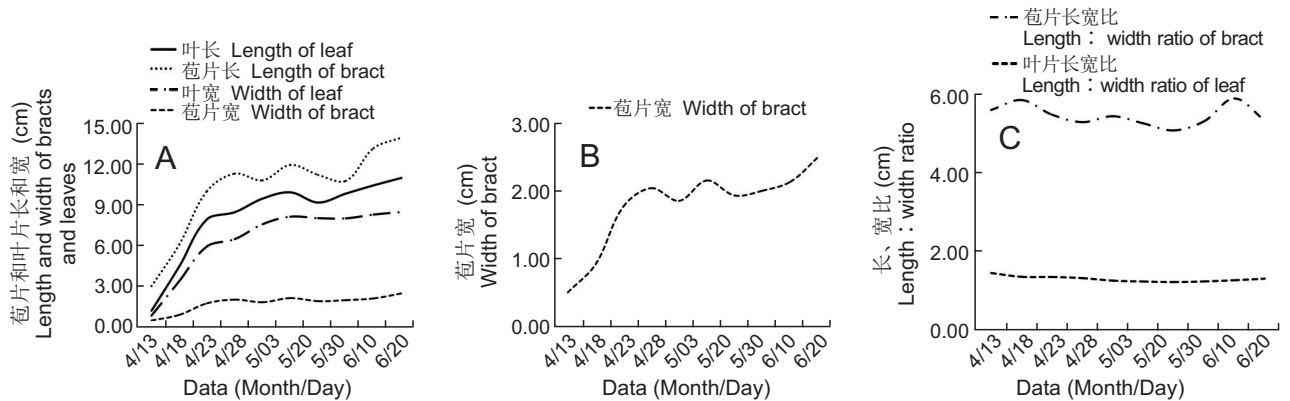 叶长 Length of leaf
苞片长 Length of bract
叶宽 Width of leaf
苞片宽 Width of bract
苞片和叶片长和宽 (cm)
Length and width of bracts
and leaves
15.00
12.00
9.00
6.00
3.00
0.00
A
4/13
4/18
4/23
4/28
5/03
5/20
5/30
6/10
6/20
Data (Month/Day)
苞片宽 Width of bract
苞片宽 (cm)
Width of bract
3.00
2.00
1.00
0.00
B
4/13
4/18
4/23
4/28
5/03
5/20
5/30
6/10
6/20
Data (Month/Day)
苞片长宽比
Length：width ratio of bract
叶片长宽比
Length：width ratio of leaf
长、宽比 (cm)
Length：width ratio
6.00
4.00
2.00
0.00
C
4/13
4/18
4/23
4/28
5/03
5/20
5/30
6/10
6/20
Data (Month/Day)